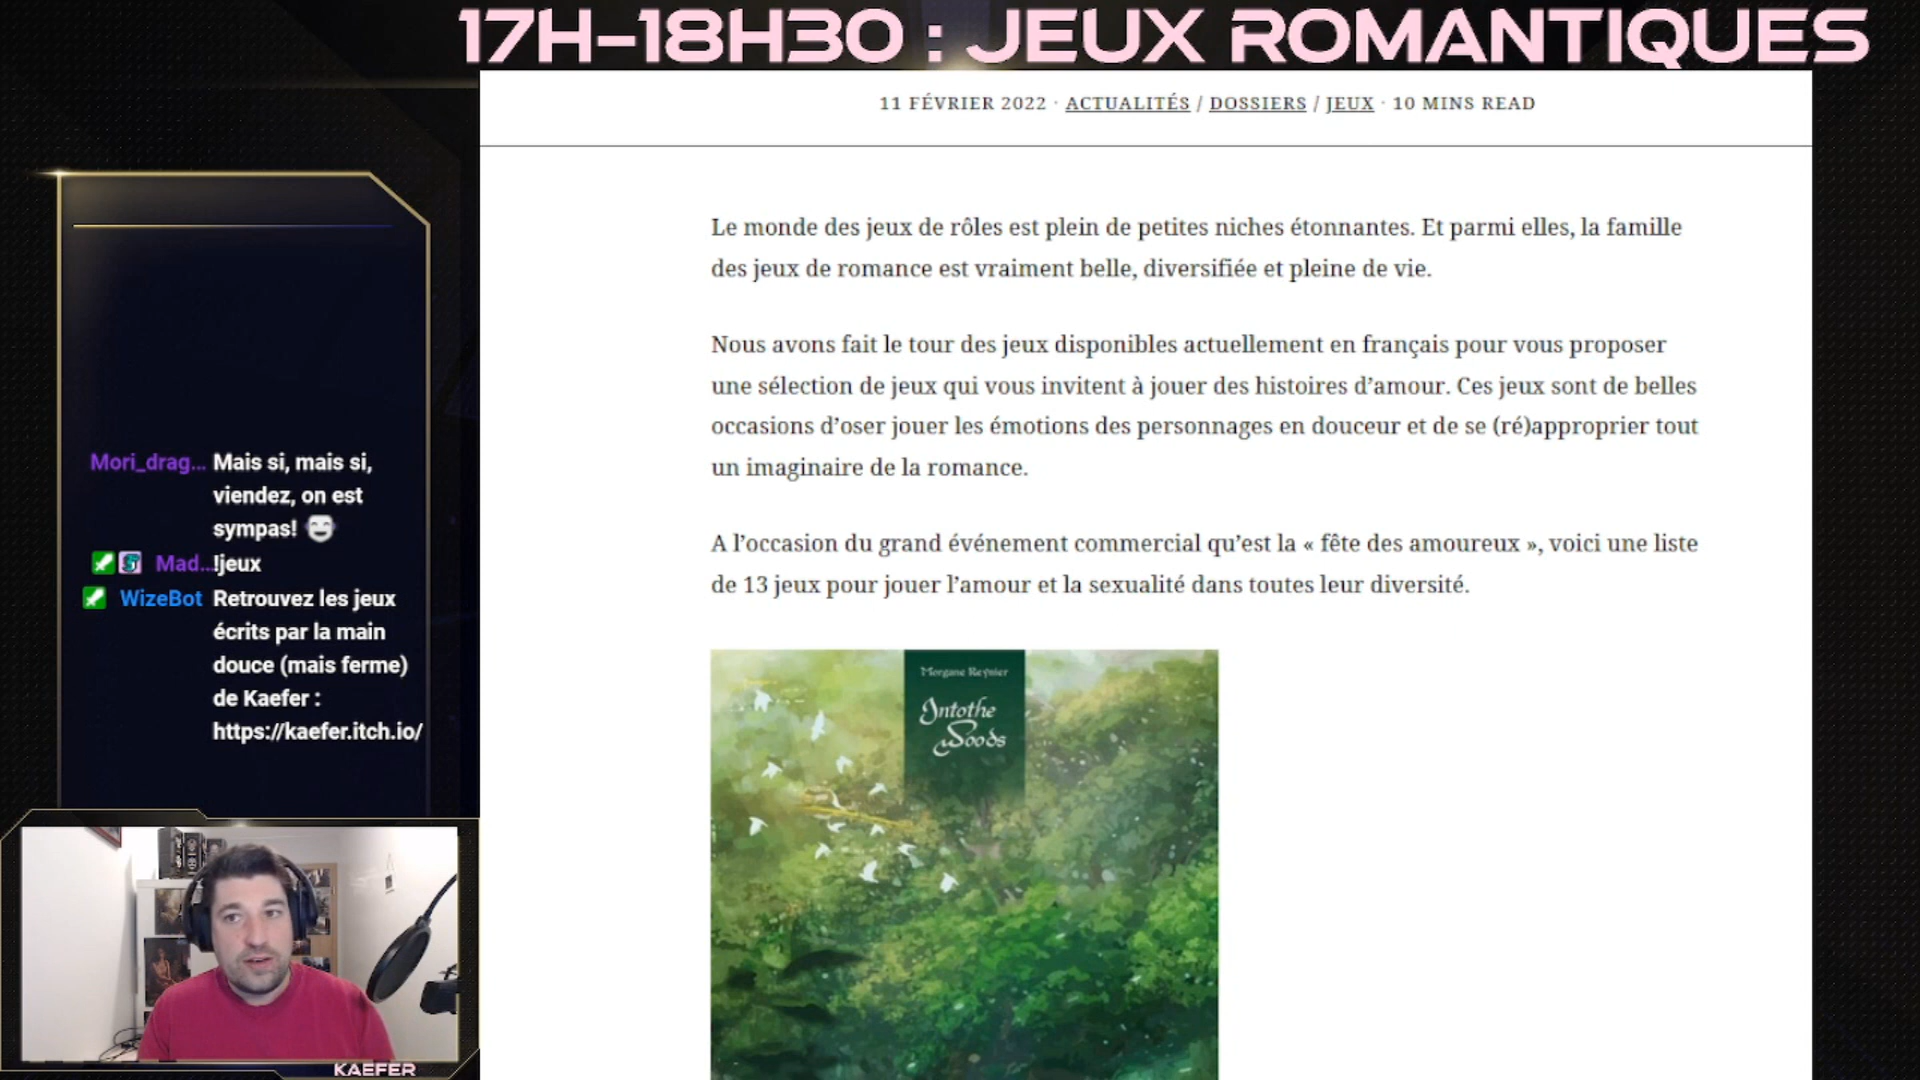 17H-18H30 : JEUX ROMANTIQUES
11 FÉVRIER 2022 · ACTUALITÉS / DOSSIERS / JEUX · 10 MINS READ
Le monde des jeux de rôles est plein de petites niches étonnantes. Et parmi elles, la famille
des jeux de romance est vraiment belle, diversifiée et pleine de vie.
Nous avons fait le tour des jeux disponibles actuellement en français pour vous proposer
une sélection de jeux qui vous invitent à jouer des histoires d’amour. Ces jeux sont de belles
occasions d’oser jouer les émotions des personnages en douceur et de se (ré)approprier tout
un imaginaire de la romance.
A l’occasion du grand événement commercial qu’est la « fête des amoureux », voici une liste
de 13 jeux pour jouer l’amour et la sexualité dans toutes leur diversité.
Morgane Reynier
Into the
Woods
Mori_drag... Mais si, mais si,
viendez, on est
sympas!
Mad... !jeux
WizeBot Retrouvez les jeux
écrits par la main
douce (mais ferme)
de Kaefer :
https://kaefer.itch.io/
KAEFER